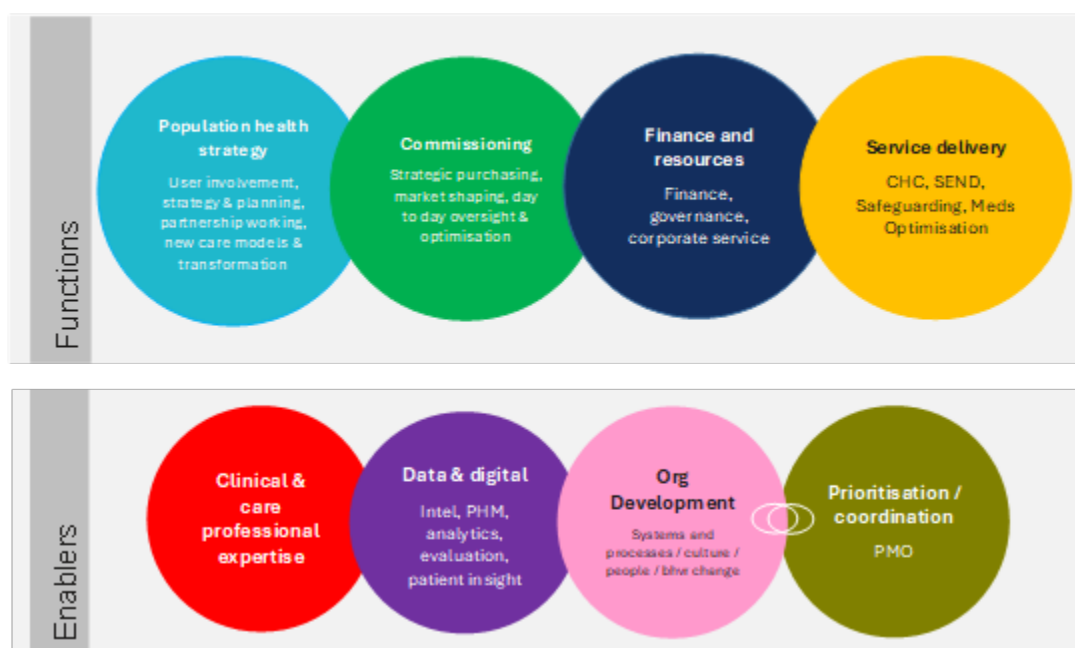 Functions
Population health
strategy
User involvement,
strategy & planning,
partnership working,
new care models &
transformation
Commissioning
Strategic purchasing,
market shaping, day
to day oversight &
optimisation
Finance and
resources
Finance,
governance,
corporate service
Service delivery
CHC, SEND,
Safeguarding, Meds
Optimisation
Enablers
Clinical &
care
professional
expertise
Data & digital
Intel, PHM,
analytics,
evaluation,
patient insight
Org
Development
Systems and
processes / culture /
people / bhvr change
Prioritisation /
coordination
PMO